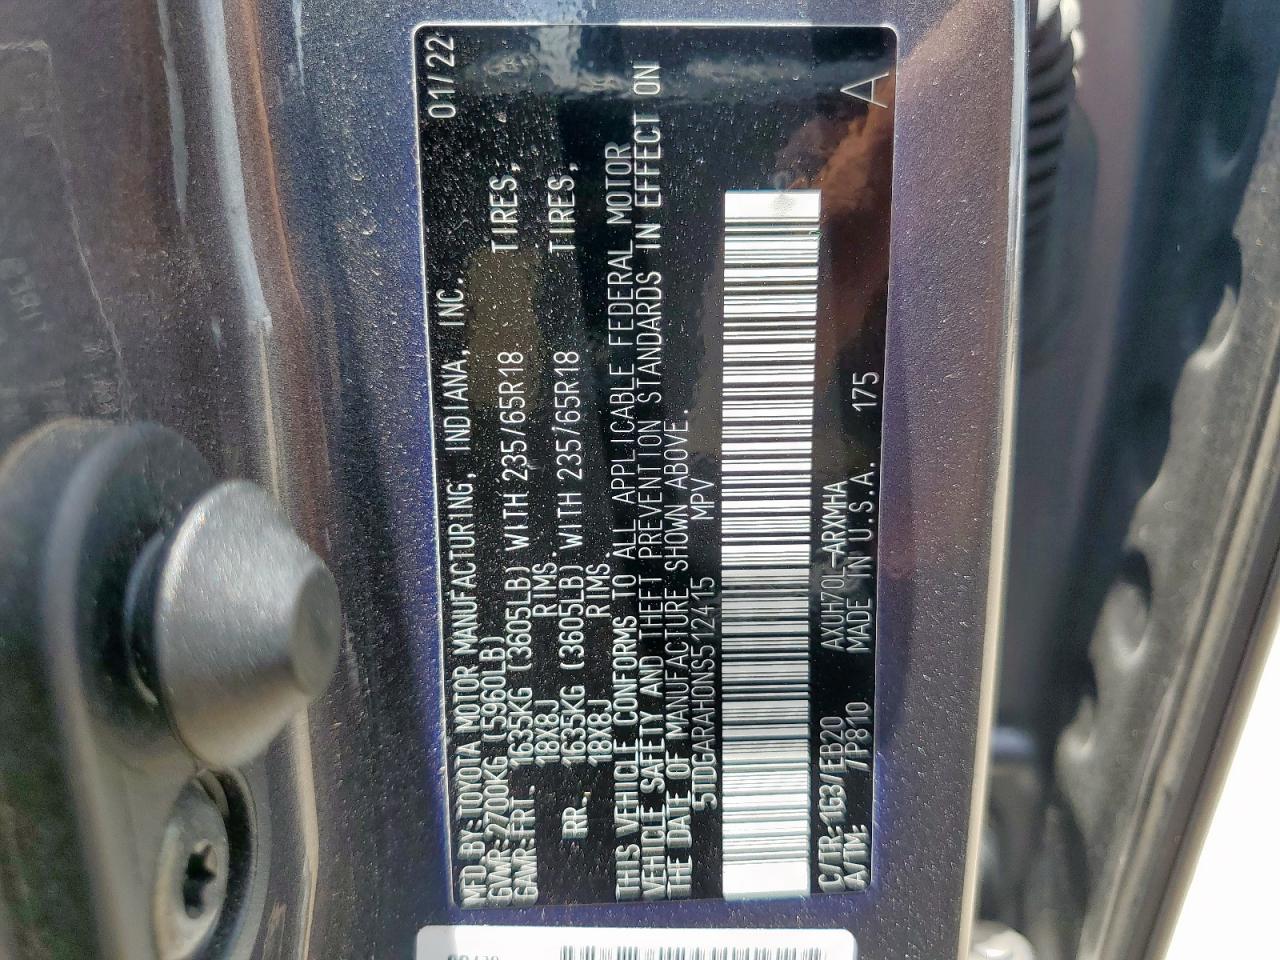 MFD.BY:TOYOTA MOTOR MANUFACTURING, INDIANA, INC. 01/22
GVWR:2700KG(5960LB)
GAWR:FRT. 1635KG (3605LB) WITH 235/65R18 TIRES,
18X8J RIMS.
RR. 1635KG (3605LB) WITH 235/65R18 TIRES,
18X8J RIMS.
THIS VEHICLE CONFORMS TO ALL APPLICABLE FEDERAL MOTOR
VEHICLE SAFETY AND THEFT PREVENTION STANDARDS IN EFFECT ON
THE DATE OF MANUFACTURE SHOWN ABOVE.
5TDGARAH0NS512415 MPV
C/TR:1G3/EB20 AXUH70L-ARXMHA 175 A
A/TM: 7P810 MADE IN U.S.A.